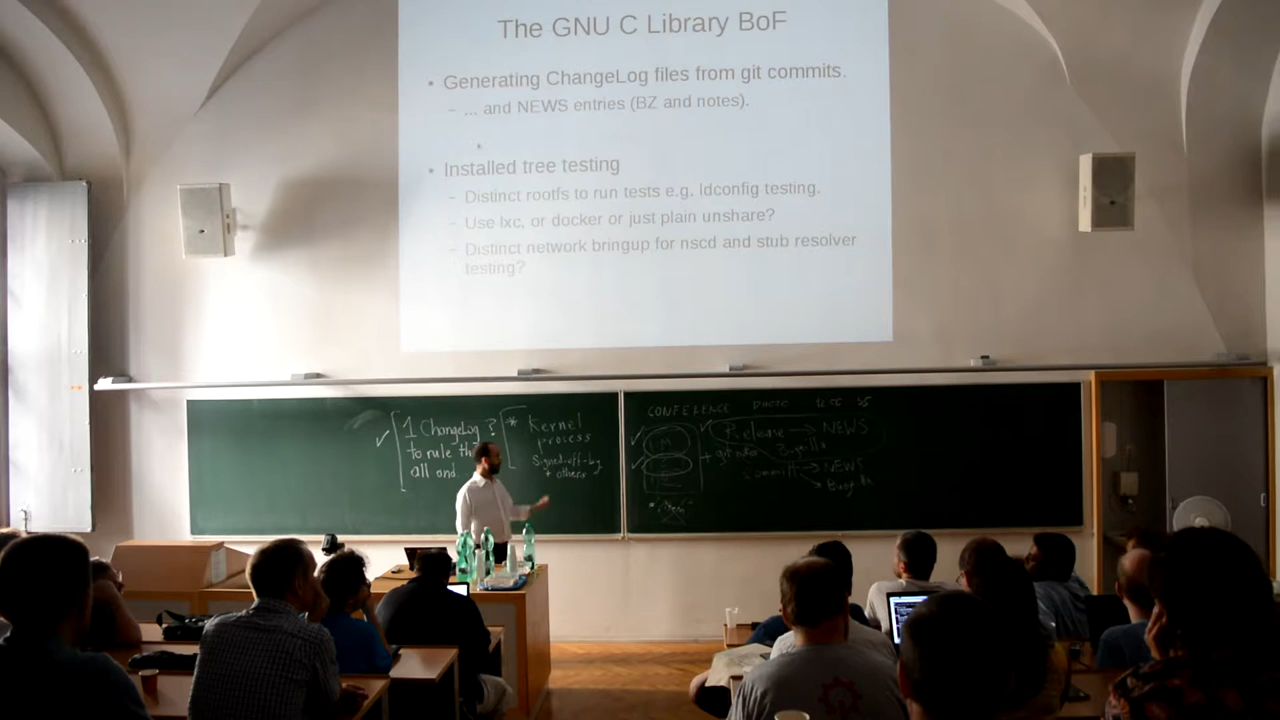 The GNU C Library BoF
• Generating ChangeLog files from git commits.
– ... and NEWS entries (BZ and notes).
• Installed tree testing
– Distinct rootfs to run tests e.g. ldconfig testing.
– Use lxc, or docker or just plain unshare?
– Distinct network bringup for nscd and stub resolver
testing?
1 ChangeLog ?
to rule th
all and
* Kernel
process
Signed-off-by
+ others
CONFERENCE
Release → NEWS
commit → NEWS